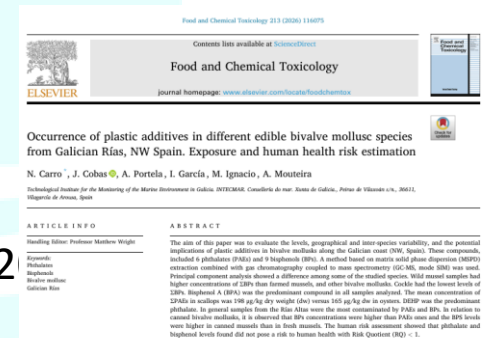 Food and Chemical Toxicology 213 (2026) 116075
Contents lists available at ScienceDirect
Food and Chemical Toxicology
journal homepage: www.elsevier.com/locate/foodchemtox
ELSEVIER
Food and
Chemical
Toxicology
Check for
updates
Occurrence of plastic additives in different edible bivalve mollusc species
from Galician Rías, NW Spain. Exposure and human health risk estimation
N. Carro *, J. Cobas, A. Portela, I. García, M. Ignacio, A. Mouteira
Technological Institute for the Monitoring of the Marine Environment in Galicia. INTECMAR. Consellería do mar. Xunta de Galicia., Peirao de Vilaxoán s/n., 36611,
Vilagarcía de Arousa, Spain
ARTICLE INFO
Handling Editor: Professor Matthew Wright
Keywords:
Phthalates
Bisphenols
Bivalve mollusc
Galician Rías
ABSTRACT
The aim of this paper was to evaluate the levels, geographical and inter-species variability, and the potential
implications of plastic additives in bivalve mollusks along the Galician coast (NW, Spain). These compounds,
included 6 phthalates (PAEs) and 9 bisphenols (BPs). A method based on matrix solid phase dispersion (MSPD)
extraction combined with gas chromatography coupled to mass spectrometry (GC-MS, mode SIM) was used.
Principal component analysis showed a difference among some of the studied species. Wild mussel samples had
higher concentrations of ΣBPs than farmed mussels, and other bivalve mollusks. Cockle had the lowest levels of
ΣBPs. Bisphenol A (BPA) was the predominant compound in all samples analyzed. The mean concentration of
ΣPAEs in scallops was 198 μg/kg dry weight (dw) versus 165 μg/kg dw in oysters. DEHP was the predominant
phthalate. In general samples from the Rías Altas were the most contaminated by PAEs and BPs. In relation to
canned bivalve mollusks, it is observed that BPs concentrations were higher than PAEs ones and the BPS levels
were higher in canned mussels than in fresh mussels. The human risk assessment showed that phthalate and
bisphenol levels found did not pose a risk to human health with Risk Quotient (RQ) < 1.